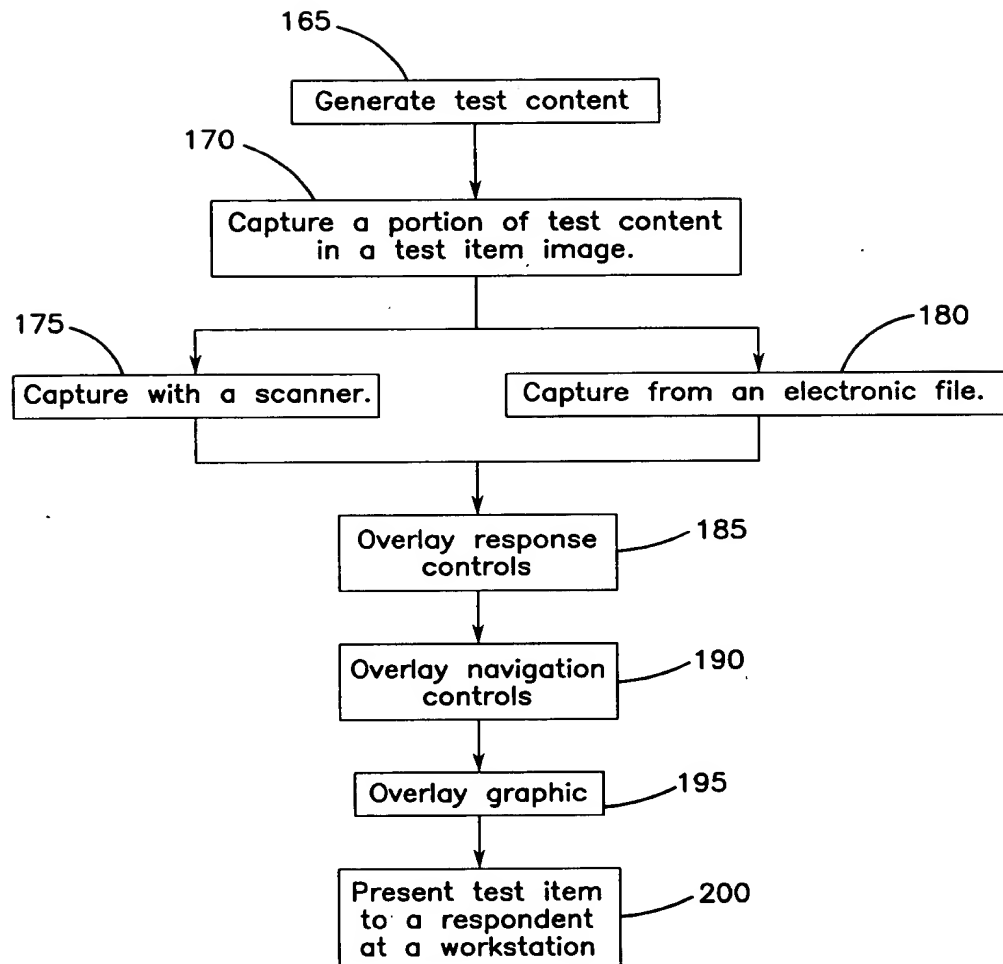 165
Generate test content
170
Capture a portion of test content
in a test item image.
175
180
Capture with a scanner.
Capture from an electronic file.
Overlay response
controls
185
Overlay navigation
controls
190
Overlay graphic
195
Present test item
to a respondent
at a workstation
200